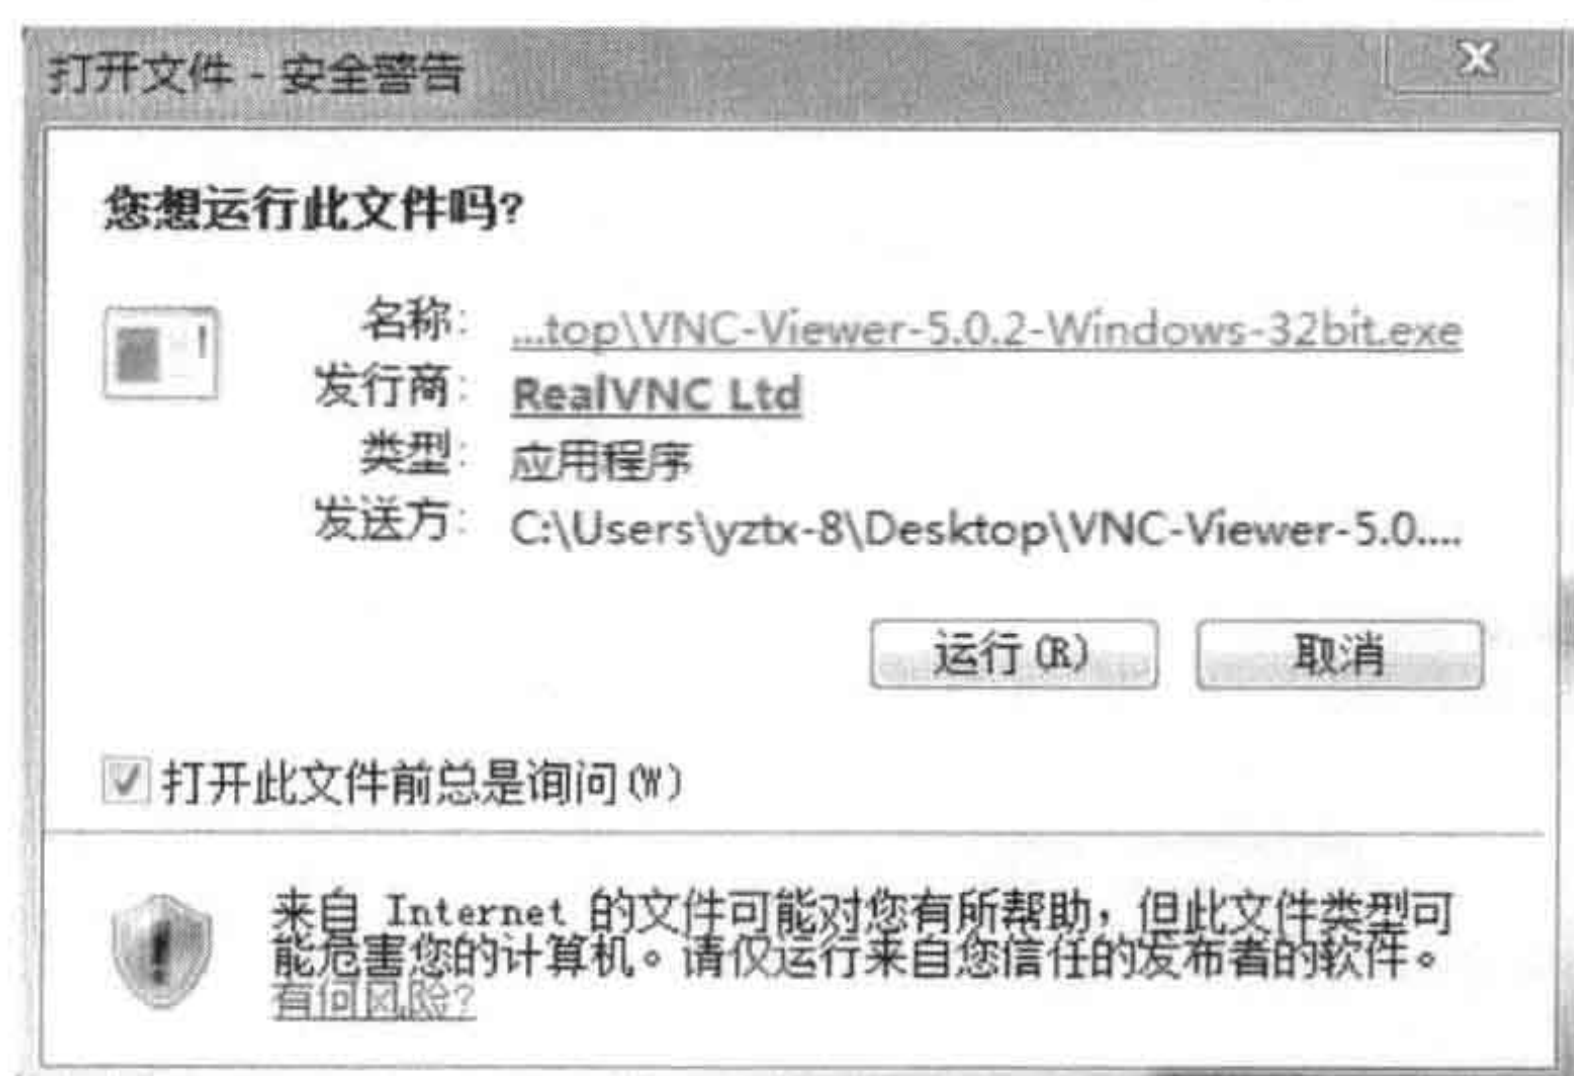 打开文件 - 安全警告
您想运行此文件吗?
名称: ...top\VNC-Viewer-5.0.2-Windows-32bit.exe
发行商: RealVNC Ltd
类型: 应用程序
发送方: C:\Users\yztx-8\Desktop\VNC-Viewer-5.0....
运行(R) 取消
打开此文件前总是询问(W)
来自 Internet 的文件可能对您有所帮助，但此文件类型可
能危害您的计算机。请仅运行来自您信任的发布者的软件。
有何风险?